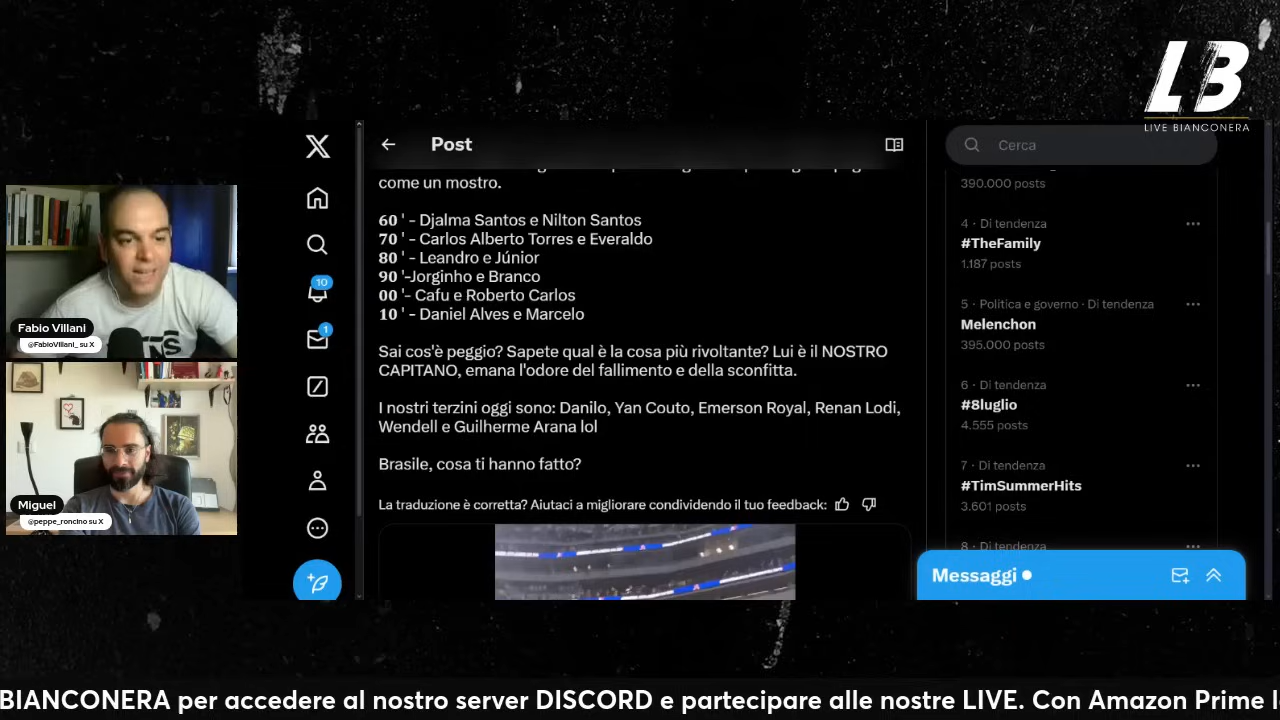 LB
LIVE BIANCONERA
Post
Cerca
come un mostro.
60 ' - Djalma Santos e Nilton Santos
70 ' - Carlos Alberto Torres e Everaldo
80 ' - Leandro e Júnior
90 '-Jorginho e Branco
00 '- Cafu e Roberto Carlos
10 ' - Daniel Alves e Marcelo
Sai cos'è peggio? Sapete qual è la cosa più rivoltante? Lui è il NOSTRO
CAPITANO, emana l'odore del fallimento e della sconfitta.
I nostri terzini oggi sono: Danilo, Yan Couto, Emerson Royal, Renan Lodi,
Wendell e Guilherme Arana lol
Brasile, cosa ti hanno fatto?
La traduzione è corretta? Aiutaci a migliorare condividendo il tuo feedback:
10
1
390.000 posts
4 · Di tendenza
#TheFamily
1.187 posts
5 · Politica e governo · Di tendenza
Melenchon
395.000 posts
6 · Di tendenza
#8luglio
4.555 posts
7 · Di tendenza
#TimSummerHits
3.601 posts
8 · Di tendenza
Messaggi
Fabio Villani
@FabioVillani_ su X
Miguel
@peppe_roncino su X
BIANCONERA per accedere al nostro server DISCORD e partecipare alle nostre LIVE. Con Amazon Prime